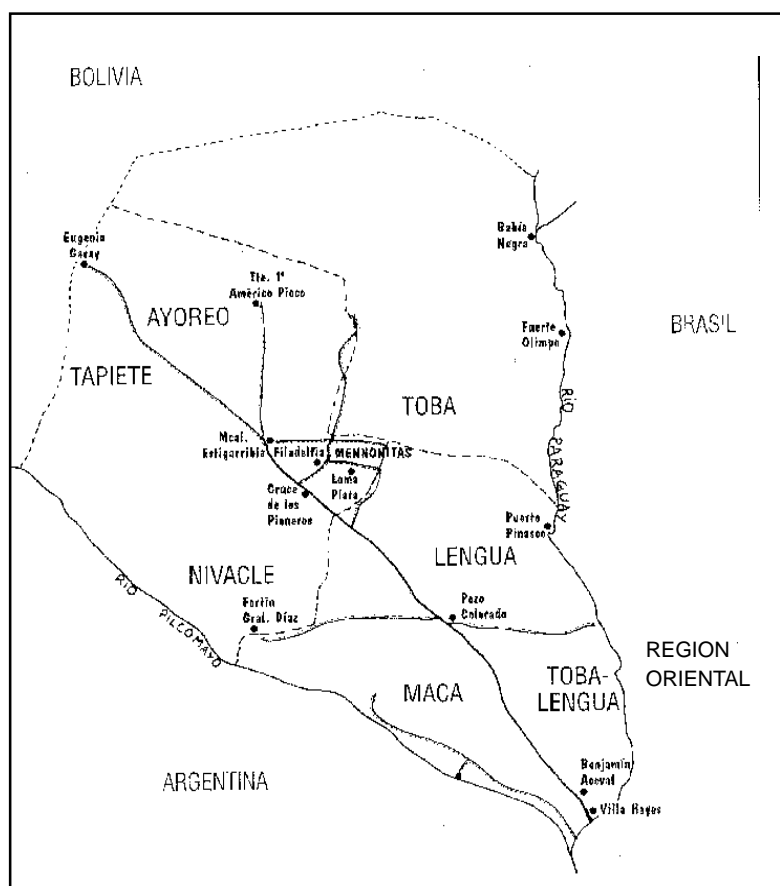 BOLIVIA
Bahía
Negra
Eugenio
Garay
Tte. 1º
Américo Picco
AYOREO
Fuerte
Olimpo
BRASIL
TAPIETE
TOBA
RÍO
PARAGUAY
Mcal.
Estigarribia
Filadelfia
MENNONITAS
Loma
Plata
Cruce
de los
Pioneros
Puerto
Pinasco
LENGUA
NIVACLE
RÍO
PILCOMAYO
Fortín
Gral. Díaz
Pozo
Colorado
REGION
ORIENTAL
TOBA-
LENGUA
MACA
ARGENTINA
Benjamín
Aceval
Villa Hayes